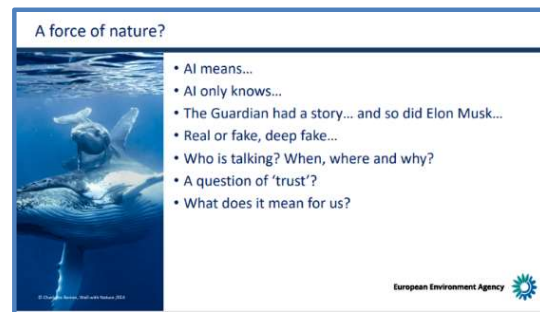 A force of nature?
• AI means…
• AI only knows…
• The Guardian had a story… and so did Elon Musk…
• Real or fake, deep fake…
• Who is talking? When, where and why?
• A question of ‘trust’?
• What does it mean for us?
European Environment Agency